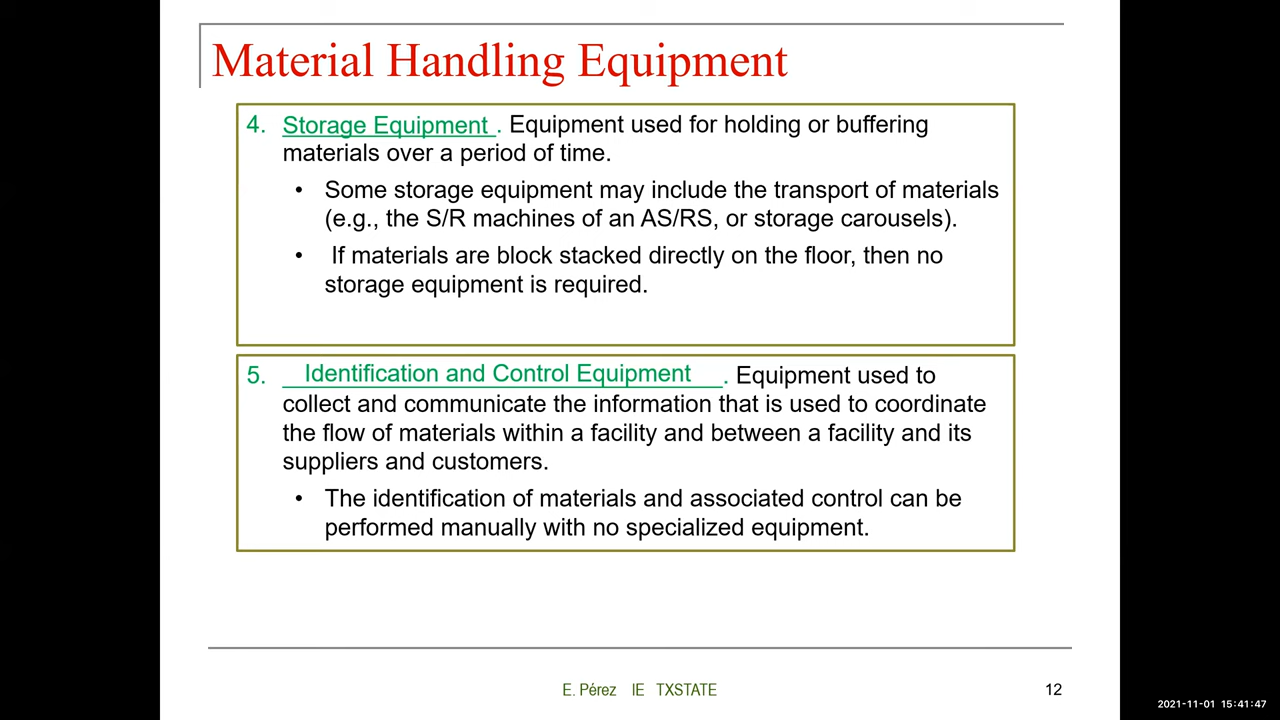 Material Handling Equipment
4. Storage Equipment . Equipment used for holding or buffering
materials over a period of time.
• Some storage equipment may include the transport of materials
(e.g., the S/R machines of an AS/RS, or storage carousels).
• If materials are block stacked directly on the floor, then no
storage equipment is required.
5. Identification and Control Equipment . Equipment used to
collect and communicate the information that is used to coordinate
the flow of materials within a facility and between a facility and its
suppliers and customers.
• The identification of materials and associated control can be
performed manually with no specialized equipment.
E. Pérez IE TXSTATE
12
2021-11-01 15:41:47